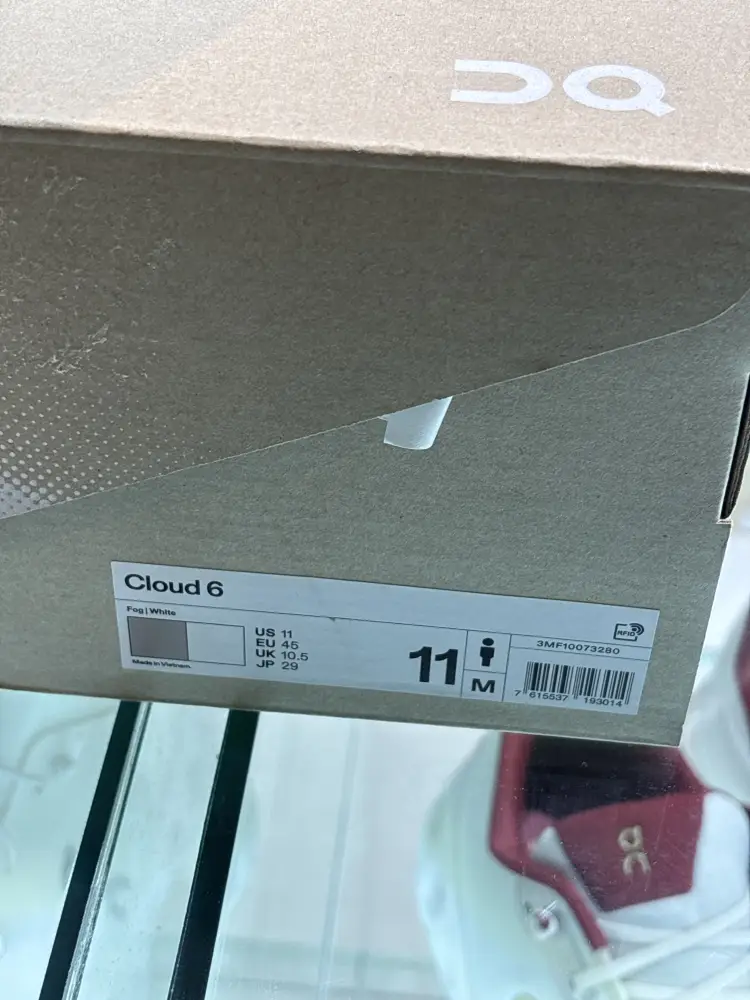 Cloud 6
Fog | White
Made in Vietnam.
US 11
EU 45
UK 10.5
JP 29
11
M
RFID
3MF10073280
7 615537 193014